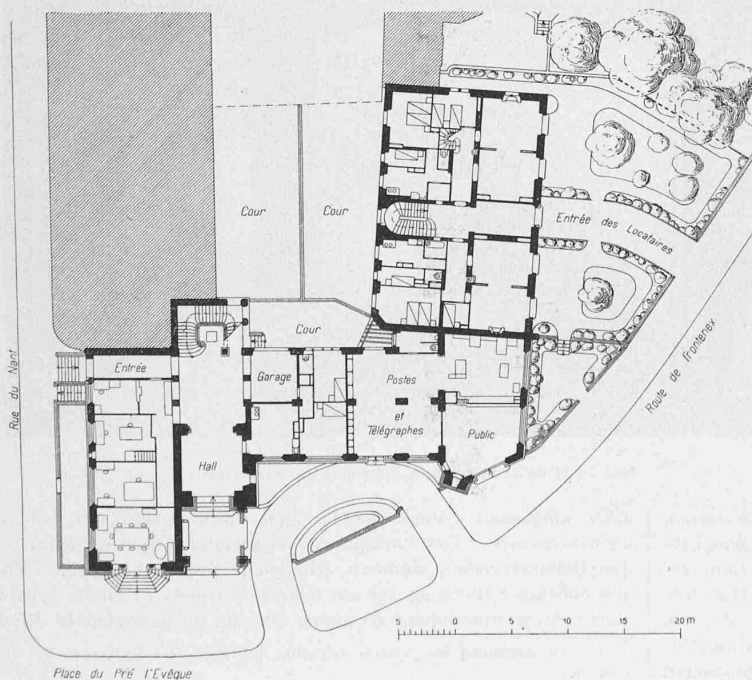 Cour
Cour
Entrée des Locataires
Cour
Rue du Nant
Entrée
Garage
Postes
et
Télégraphes
Public
Hall
Route de Frontenex
5 0 5 10 15 20 m
Place du Pré l'Evêque